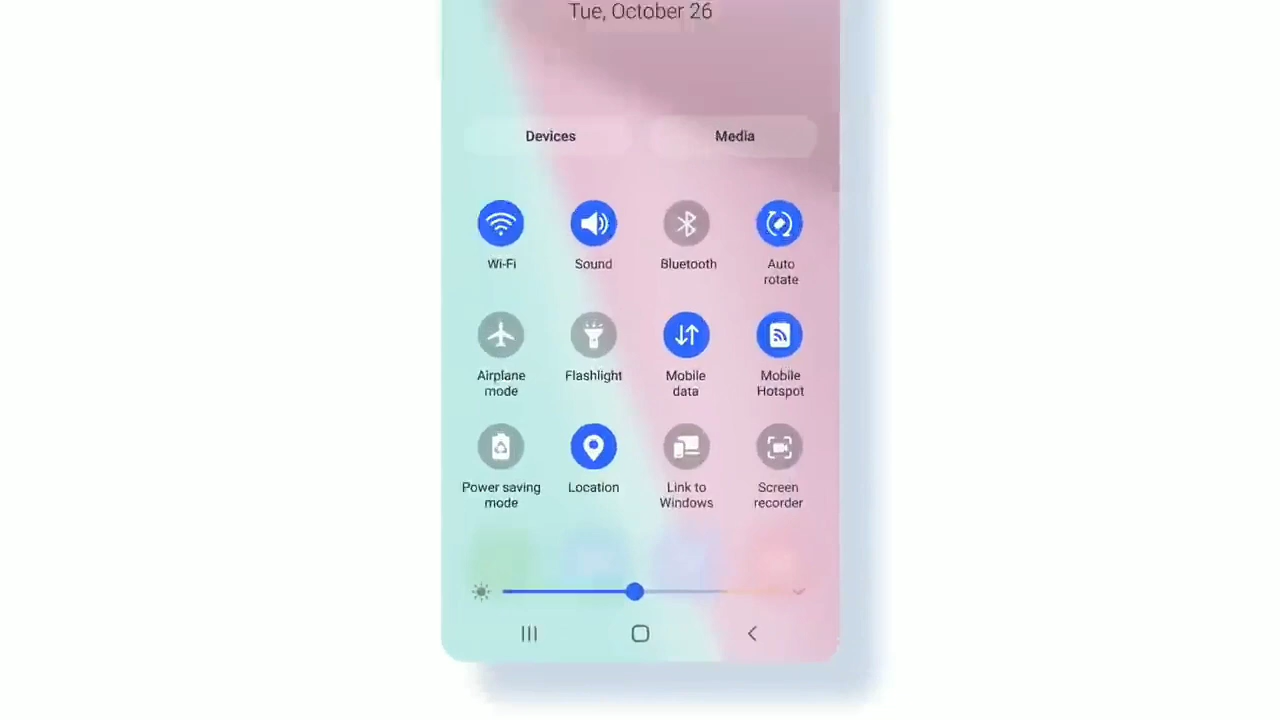 Tue, October 26
Devices
Media
Wi-Fi
Sound
Bluetooth
Auto
rotate
Airplane
mode
Flashlight
Mobile
data
Mobile
Hotspot
Power saving
mode
Location
Link to
Windows
Screen
recorder